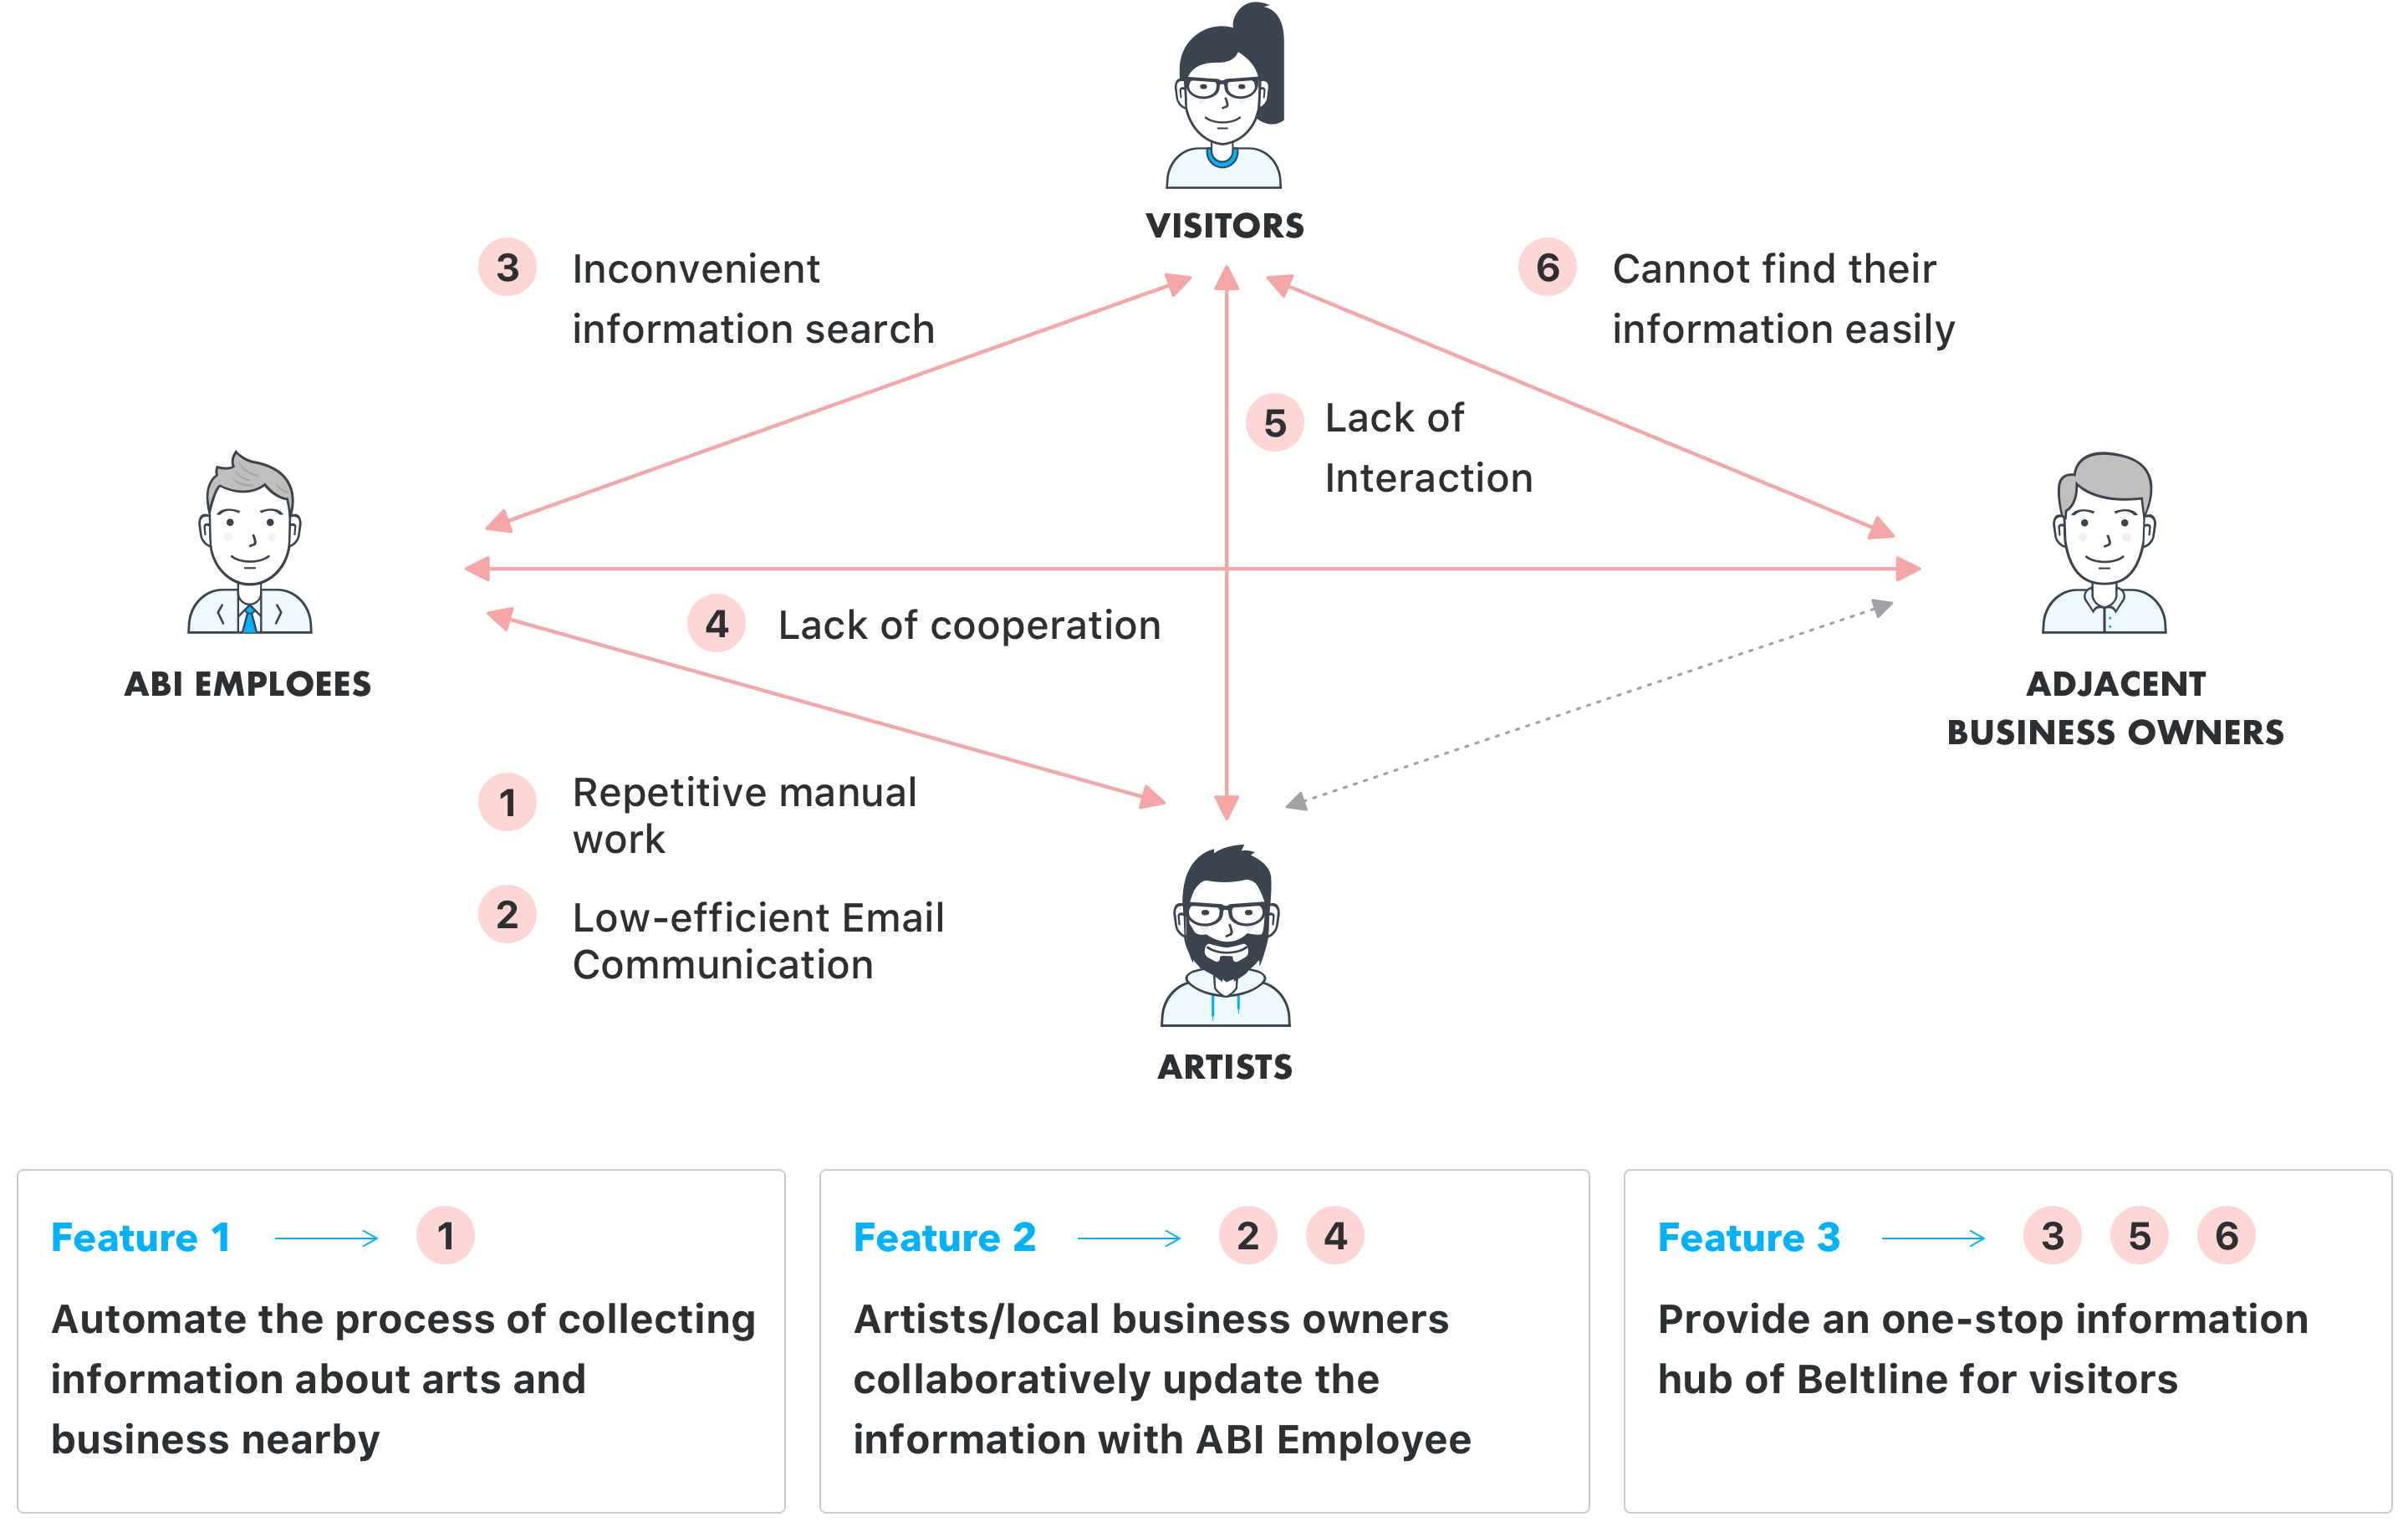 VISITORS
3
Inconvenient
information search
6
Cannot find their
information easily
5
Lack of
Interaction
4
Lack of cooperation
ABI EMPLOEES
ADJACENT
BUSINESS OWNERS
1
Repetitive manual
work
2
Low-efficient Email
Communication
ARTISTS
Feature 1
1
Automate the process of collecting
information about arts and
business nearby
Feature 2
2
4
Artists/local business owners
collaboratively update the
information with ABI Employee
Feature 3
3
5
6
Provide an one-stop information
hub of Beltline for visitors